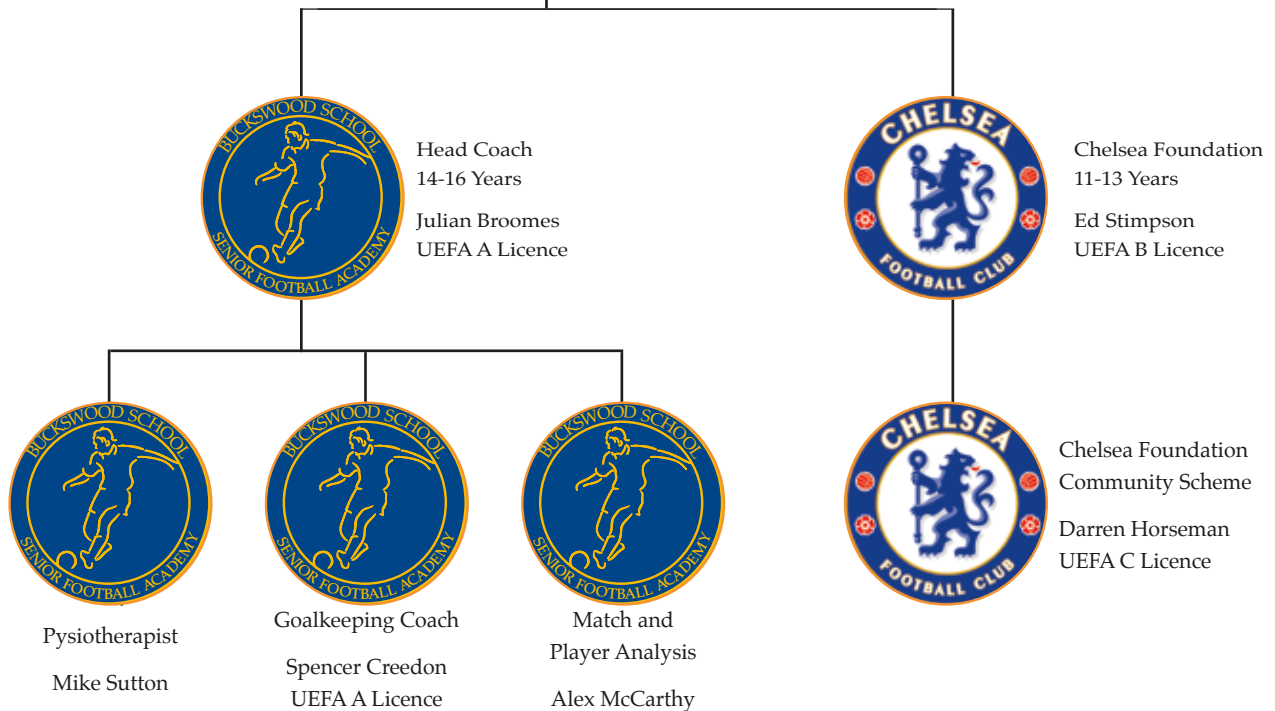 BUCKSWOOD SCHOOL
SENIOR FOOTBALL ACADEMY
Head Coach
14-16 Years
Julian Broomes
UEFA A Licence
CHELSEA
FOOTBALL CLUB
Chelsea Foundation
11-13 Years
Ed Stimpson
UEFA B Licence
BUCKSWOOD SCHOOL
SENIOR FOOTBALL ACADEMY
Pysiotherapist
Mike Sutton
BUCKSWOOD SCHOOL
SENIOR FOOTBALL ACADEMY
Goalkeeping Coach
Spencer Creedon
UEFA A Licence
BUCKSWOOD SCHOOL
SENIOR FOOTBALL ACADEMY
Match and
Player Analysis
Alex McCarthy
CHELSEA
FOOTBALL CLUB
Chelsea Foundation
Community Scheme
Darren Horseman
UEFA C Licence